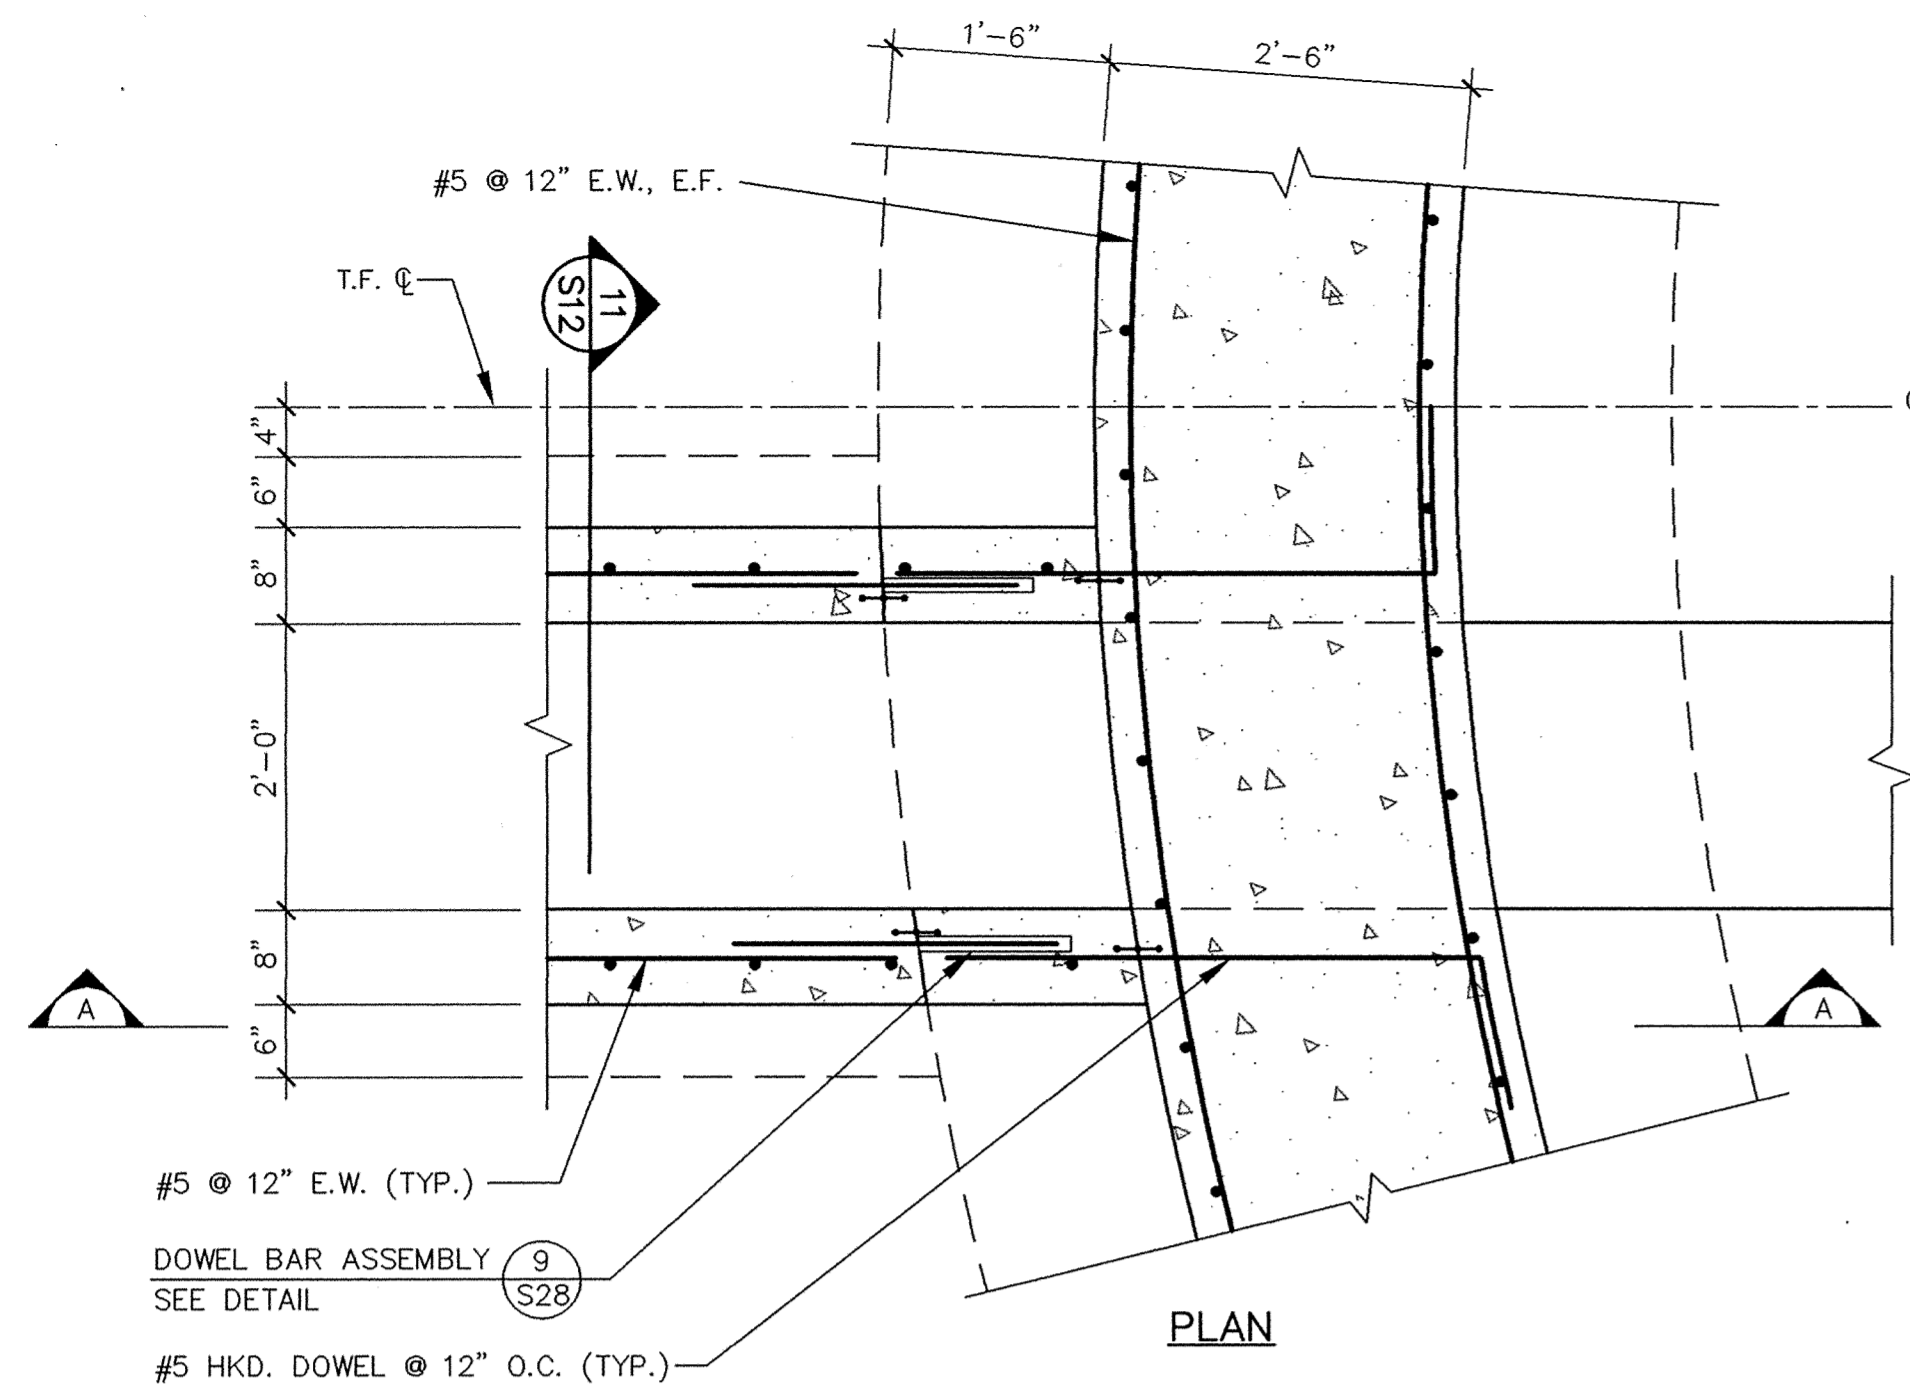 1'-6"
2'-6"
#5 @ 12" E.W., E.F.
T.F. ℄
11
S12
4"
6"
8"
2'-0"
8"
6"
A
A
#5 @ 12" E.W. (TYP.)
DOWEL BAR ASSEMBLY
SEE DETAIL
9
S28
#5 HKD. DOWEL @ 12" O.C. (TYP.)
PLAN